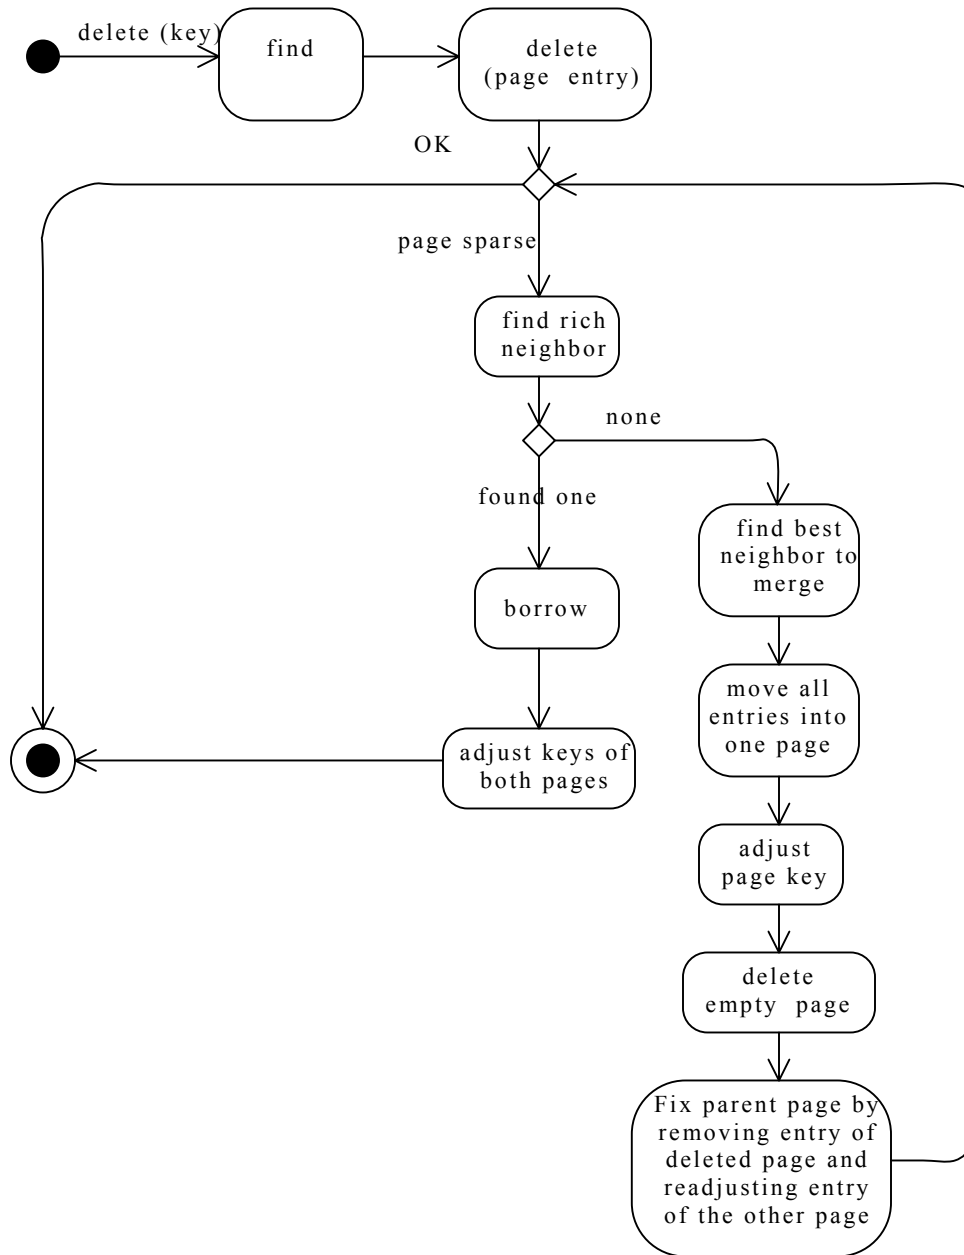 delete (key)
find
delete
(page entry)
OK
page sparse
find rich
neighbor
none
found one
find best
neighbor to
merge
borrow
move all
entries into
one page
adjust keys of
both pages
adjust
page key
delete
empty page
Fix parent page by
removing entry of
deleted page and
readjusting entry
of the other page